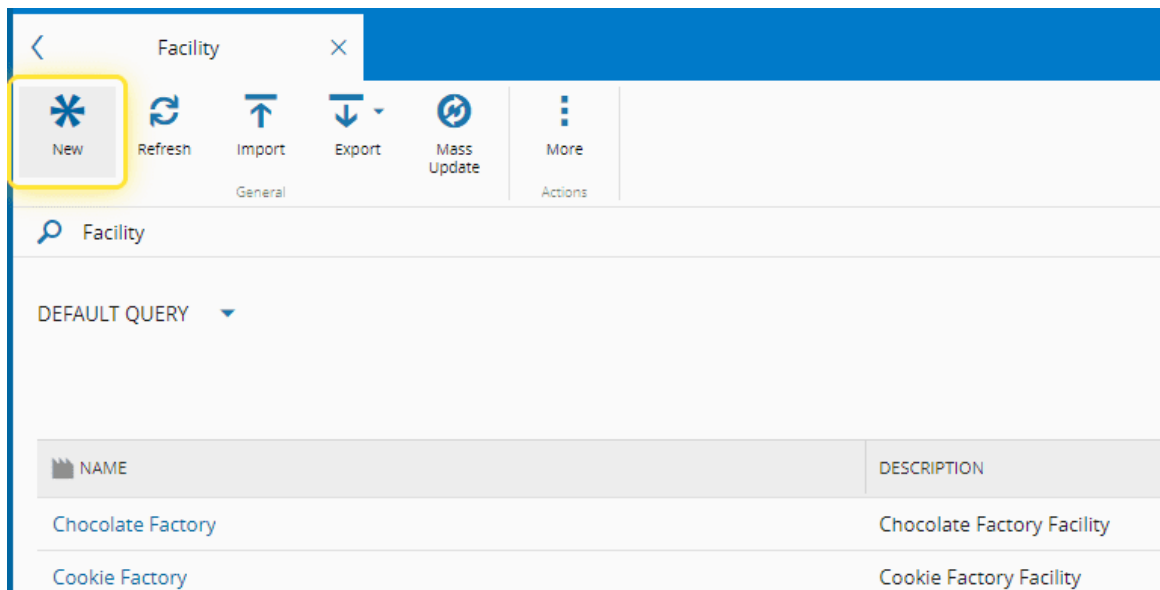 Facility
New
Refresh
Import
Export
Mass
Update
More
General
Actions
Facility
DEFAULT QUERY
NAME DESCRIPTION
Chocolate Factory Chocolate Factory Facility
Cookie Factory Cookie Factory Facility